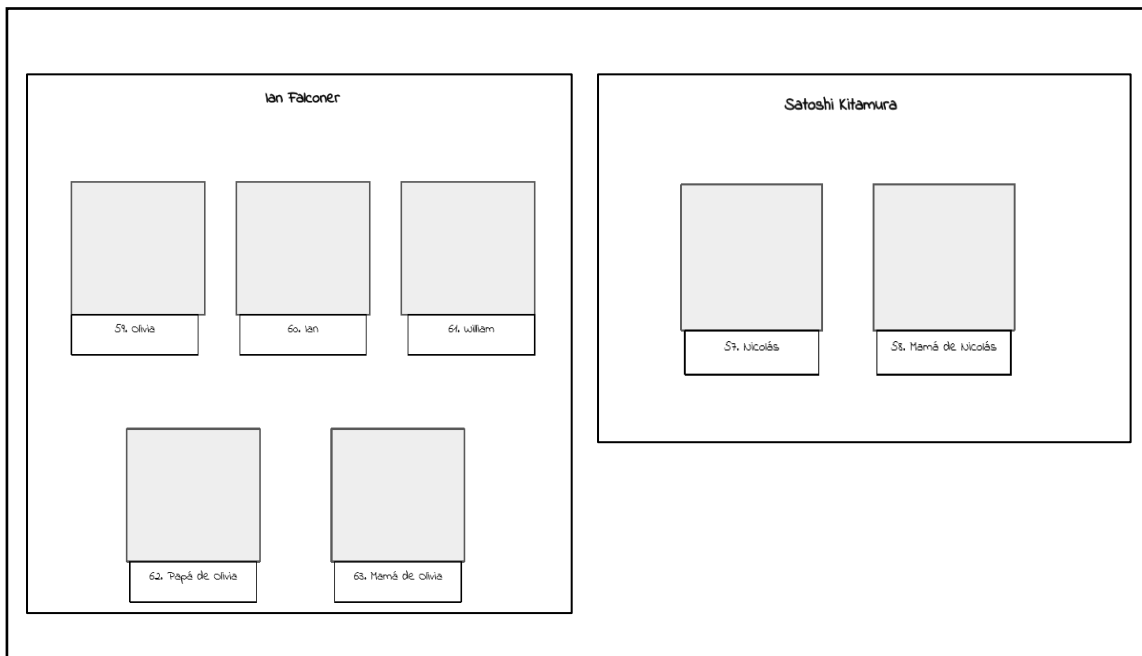 Ian Falconer
59. Olivia
60. Ian
61. William
62. Papá de Olivia
63. Mamá de Olivia
Satoshi Kitamura
57. Nicolás
58. Mamá de Nicolás